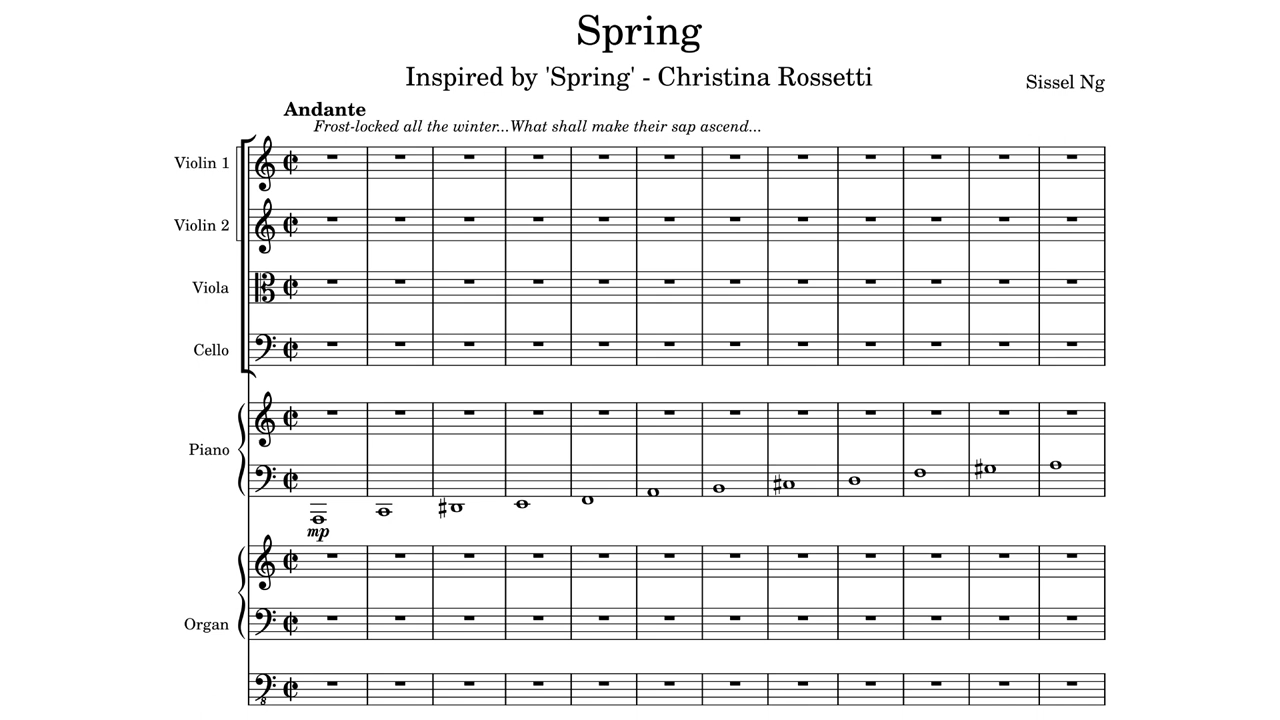 Spring
Inspired by 'Spring' - Christina Rossetti
Sissel Ng
Andante
Frost-locked all the winter...What shall make their sap ascend...
Violin 1
Violin 2
Viola
Cello
Piano
mp
Organ
8